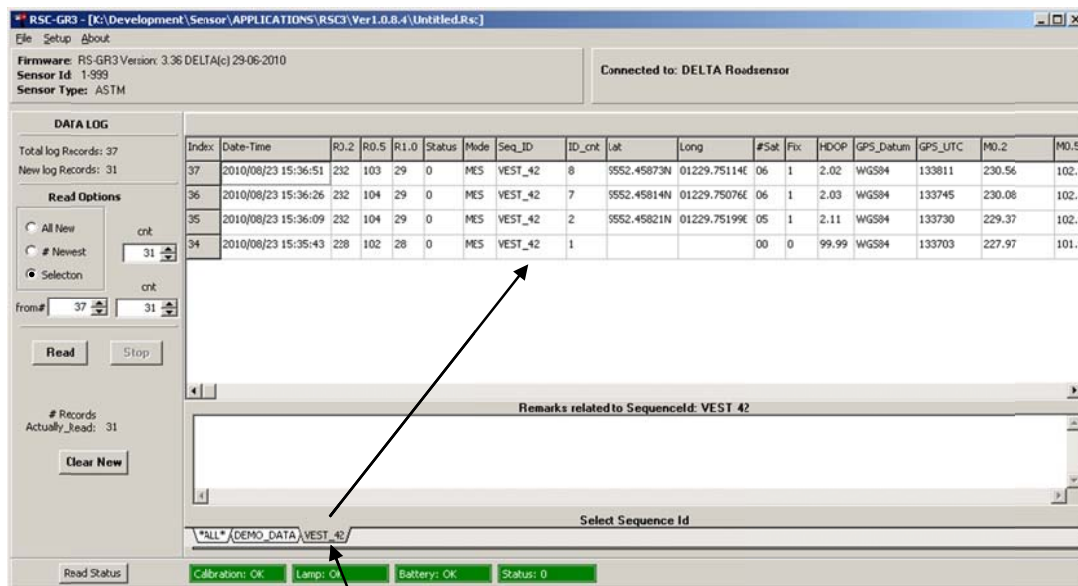 RSC-GR3 - [K:\Development\Sensor\APPLICATIONS\RSC3\Ver1.0.8.4\Untitled.Rsc]
File Setup About
Firmware: RS-GR3 Version: 3.36 DELTA(c) 29-06-2010
Sensor Id: 1-999
Sensor Type: ASTM
Connected to: DELTA Roadsensor
DATA LOG
Total log Records: 37
New log Records: 31
Read Options
All New
cnt
# Newest
31
Selection
cnt
from# 37 31
Read Stop
# Records
Actually_Read: 31
Clear New
Index Date-Time R0.2 R0.5 R1.0 Status Mode Seq_ID ID_cnt Lat Long #Sat Fix HDOP GPS_Datum GPS_UTC M0.2 M0.5
37 2010/08/23 15:36:51 232 103 29 0 MES VEST_42 8 5552.45873N 01229.75114E 06 1 2.02 WGS84 133811 230.56 102.
36 2010/08/23 15:36:26 232 104 29 0 MES VEST_42 7 5552.45814N 01229.75076E 06 1 2.03 WGS84 133745 230.08 102.
35 2010/08/23 15:36:09 232 104 29 0 MES VEST_42 2 5552.45821N 01229.75199E 05 1 2.11 WGS84 133730 229.37 102.
34 2010/08/23 15:35:43 228 102 28 0 MES VEST_42 1 00 0 99.99 WGS84 133703 227.97 101.
Remarks related to SequenceId: VEST_42
Select Sequence Id
*ALL* DEMO_DATA VEST_42
Read Status Calibration: OK Lamp: OK Battery: OK Status: 0